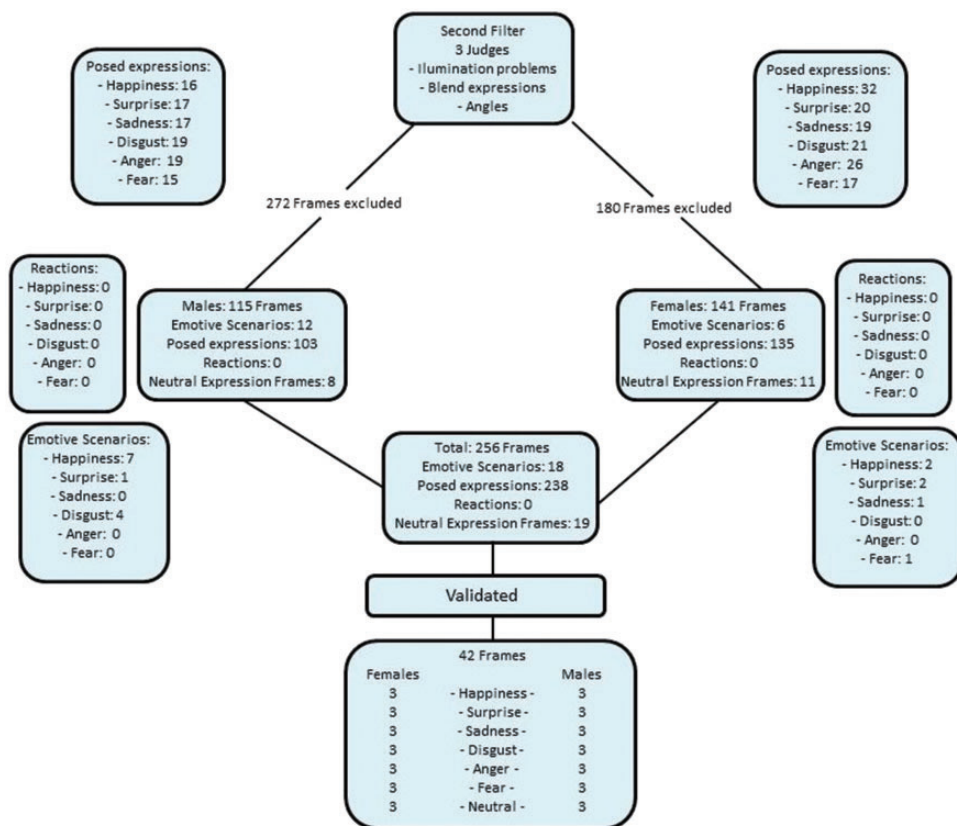 Second Filter
3 Judges
- Ilumination problems
- Blend expressions
- Angles
Posed expressions:
- Happiness: 16
- Surprise: 17
- Sadness: 17
- Disgust: 19
- Anger: 19
- Fear: 15
Posed expressions:
- Happiness: 32
- Surprise: 20
- Sadness: 19
- Disgust: 21
- Anger: 26
- Fear: 17
272 Frames excluded
180 Frames excluded
Reactions:
- Happiness: 0
- Surprise: 0
- Sadness: 0
- Disgust: 0
- Anger: 0
- Fear: 0
Males: 115 Frames
Emotive Scenarios: 12
Posed expressions: 103
Reactions: 0
Neutral Expression Frames: 8
Females: 141 Frames
Emotive Scenarios: 6
Posed expressions: 135
Reactions: 0
Neutral Expression Frames: 11
Reactions:
- Happiness: 0
- Surprise: 0
- Sadness: 0
- Disgust: 0
- Anger: 0
- Fear: 0
Emotive Scenarios:
- Happiness: 7
- Surprise: 1
- Sadness: 0
- Disgust: 4
- Anger: 0
- Fear: 0
Total: 256 Frames
Emotive Scenarios: 18
Posed expressions: 238
Reactions: 0
Neutral Expression Frames: 19
Emotive Scenarios:
- Happiness: 2
- Surprise: 2
- Sadness: 1
- Disgust: 0
- Anger: 0
- Fear: 1
Validated
42 Frames
Females Males
3 - Happiness - 3
3 - Surprise - 3
3 - Sadness - 3
3 - Disgust - 3
3 - Anger - 3
3 - Fear - 3
3 - Neutral - 3